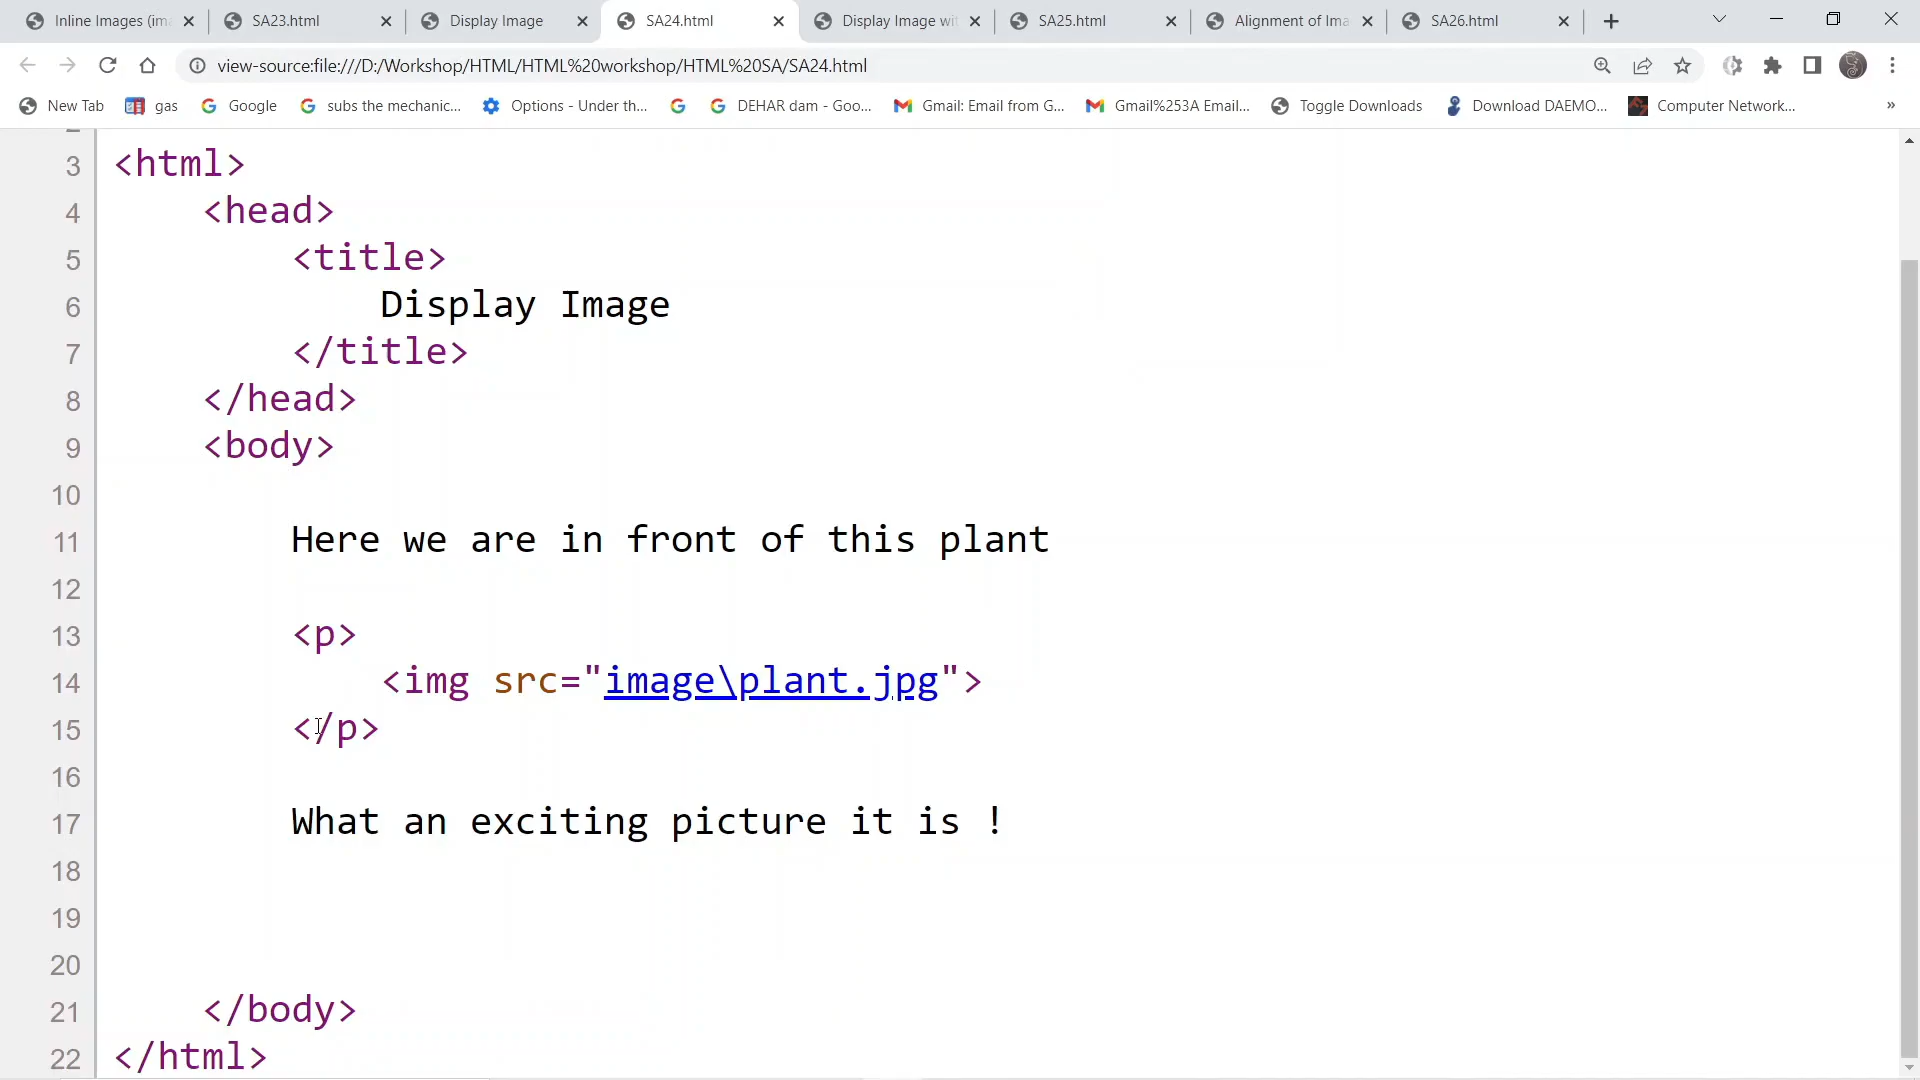 Inline Images (im
SA23.html
Display Image
SA24.html
Display Image wi
SA25.html
Alignment of Ima
SA26.html
view-source:file:///D:/Workshop/HTML/HTML%20workshop/HTML%20SA/SA24.html
New Tab
gas
Google
subs the mechanic...
Options - Under th...
DEHAR dam - Goo...
Gmail: Email from G...
Gmail%253A Email...
Toggle Downloads
Download DAEMO...
Computer Network...
»
3 <html>
4 <head>
5 <title>
6 Display Image
7 </title>
8 </head>
9 <body>
10
11 Here we are in front of this plant
12
13 <p>
14 <img src="image\plant.jpg">
15 </p>
16
17 What an exciting picture it is !
18
19
20
21 </body>
22 </html>